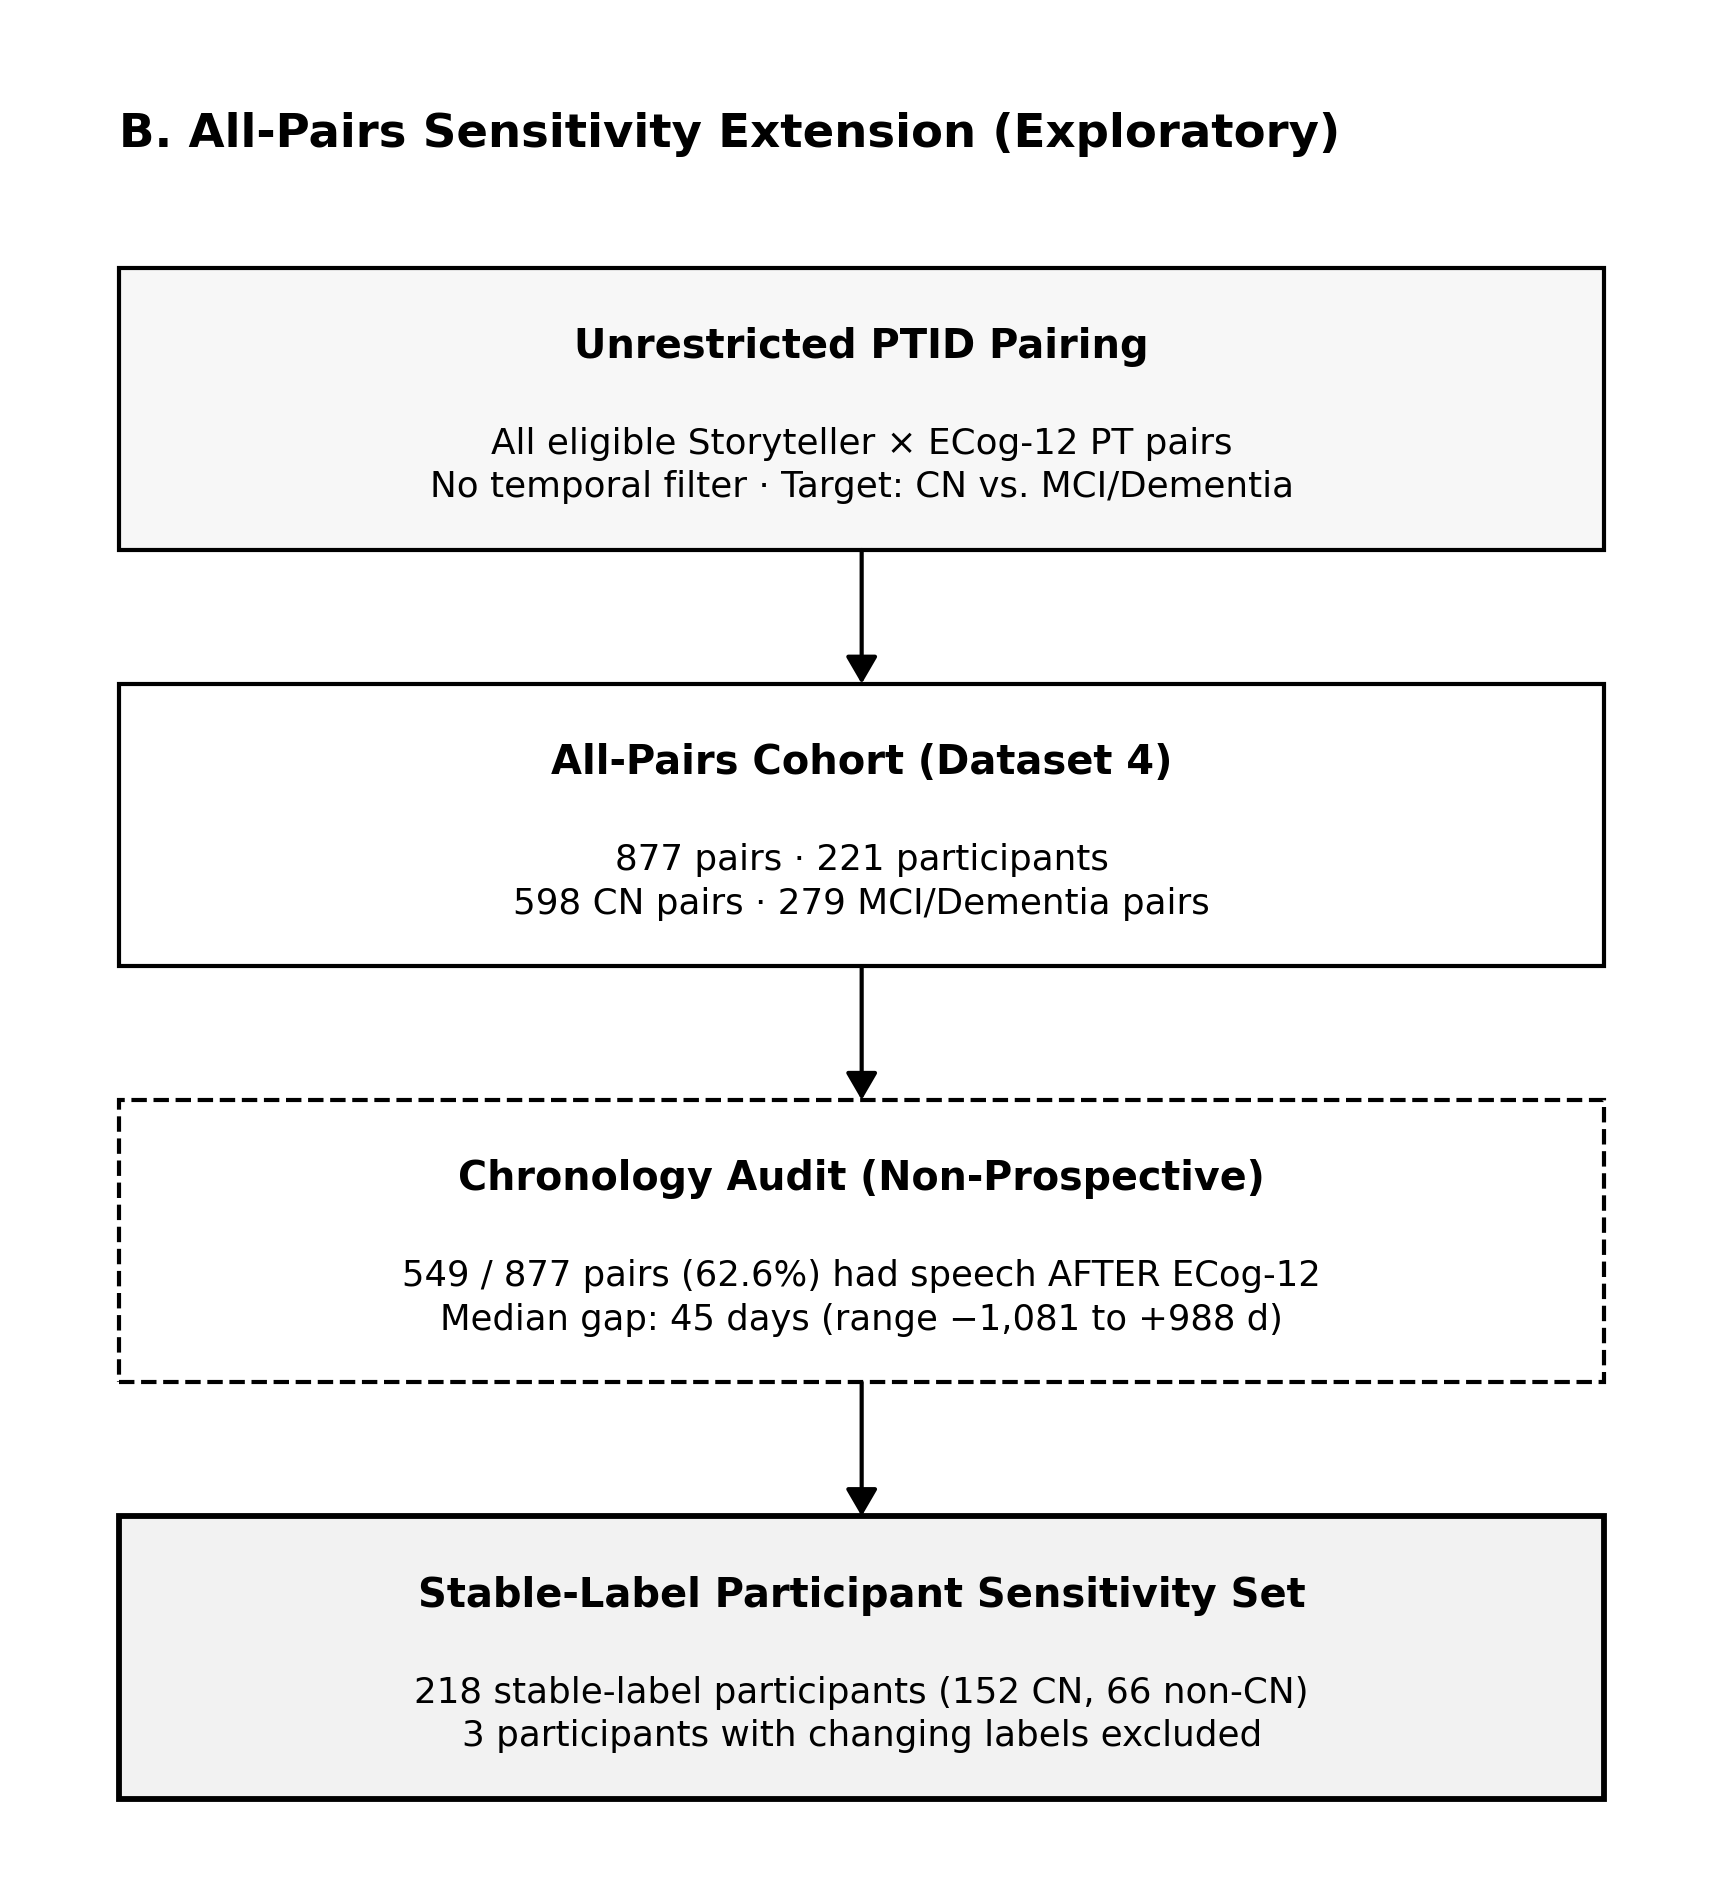 B. All-Pairs Sensitivity Extension (Exploratory)
Unrestricted PTID Pairing
All eligible Storyteller × ECog-12 PT pairs
No temporal filter · Target: CN vs. MCI/Dementia
All-Pairs Cohort (Dataset 4)
877 pairs · 221 participants
598 CN pairs · 279 MCI/Dementia pairs
Chronology Audit (Non-Prospective)
549 / 877 pairs (62.6%) had speech AFTER ECog-12
Median gap: 45 days (range −1,081 to +988 d)
Stable-Label Participant Sensitivity Set
218 stable-label participants (152 CN, 66 non-CN)
3 participants with changing labels excluded